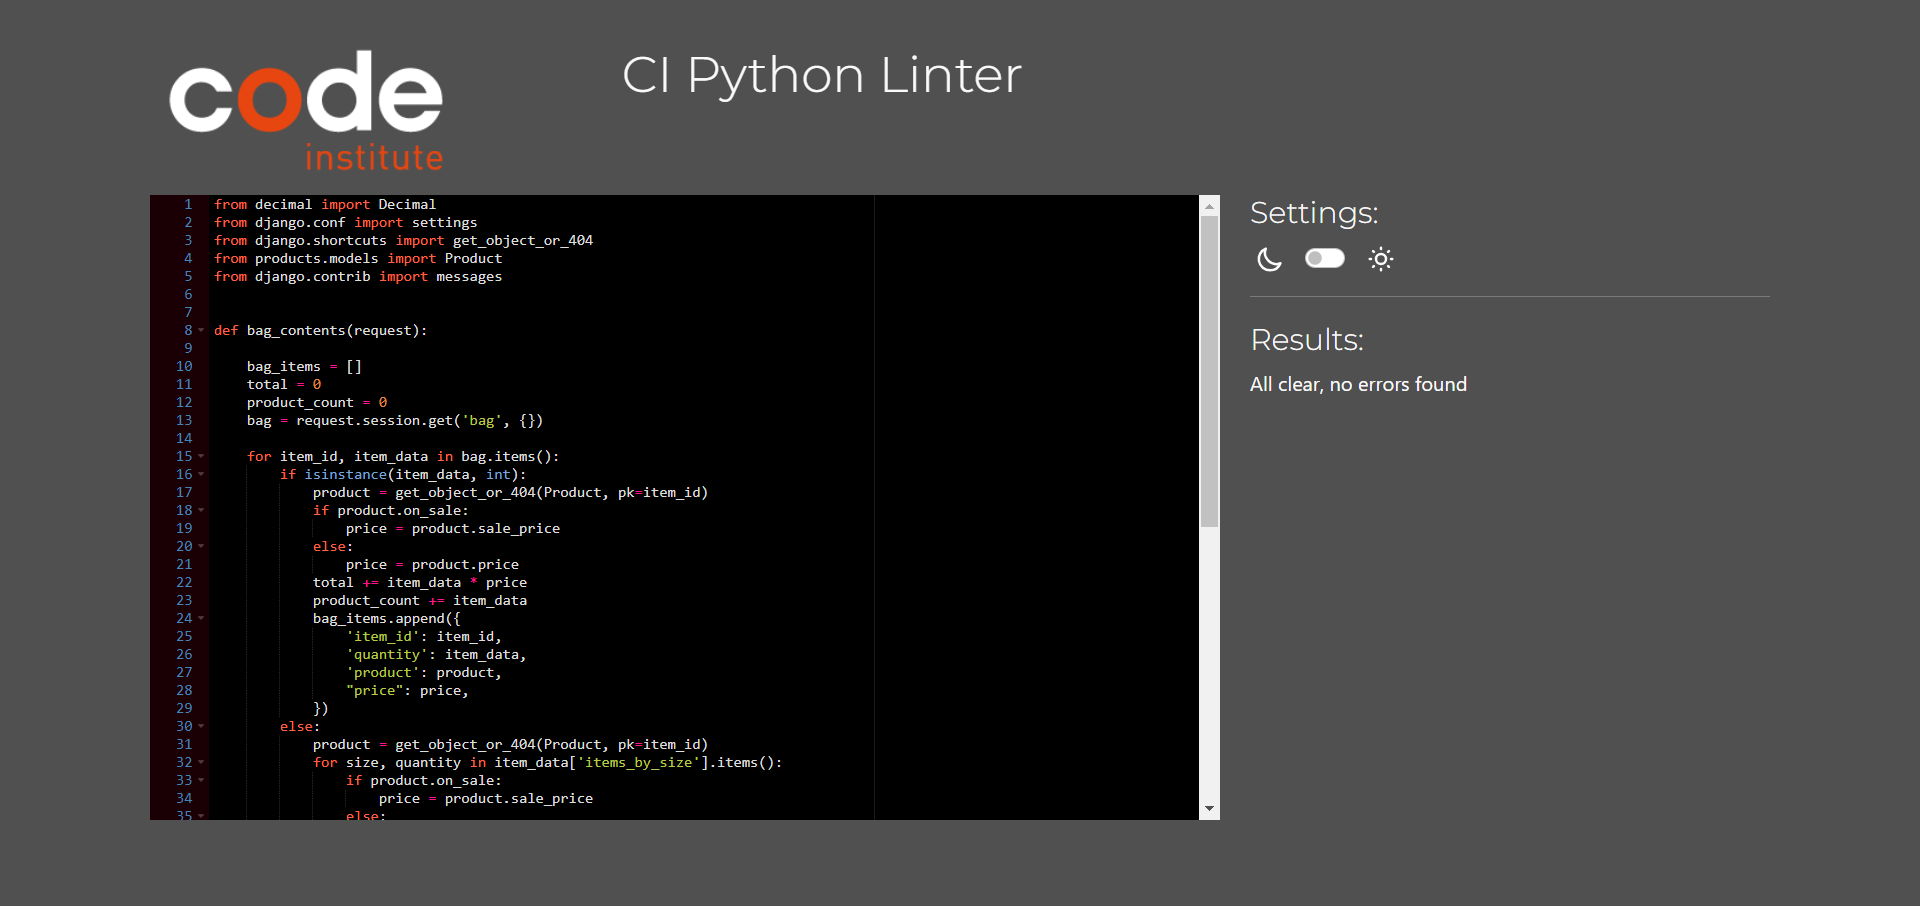 code
institute
CI Python Linter
1 from decimal import Decimal
2 from django.conf import settings
3 from django.shortcuts import get_object_or_404
4 from products.models import Product
5 from django.contrib import messages
6
7
8 def bag_contents(request):
9
10     bag_items = []
11     total = 0
12     product_count = 0
13     bag = request.session.get('bag', {})
14
15     for item_id, item_data in bag.items():
16         if isinstance(item_data, int):
17             product = get_object_or_404(Product, pk=item_id)
18             if product.on_sale:
19                 price = product.sale_price
20             else:
21                 price = product.price
22             total += item_data * price
23             product_count += item_data
24             bag_items.append({
25                 'item_id': item_id,
26                 'quantity': item_data,
27                 'product': product,
28                 "price": price,
29             })
30         else:
31             product = get_object_or_404(Product, pk=item_id)
32             for size, quantity in item_data['items_by_size'].items():
33                 if product.on_sale:
34                     price = product.sale_price
35                 else:
Settings:
Results:
All clear, no errors found